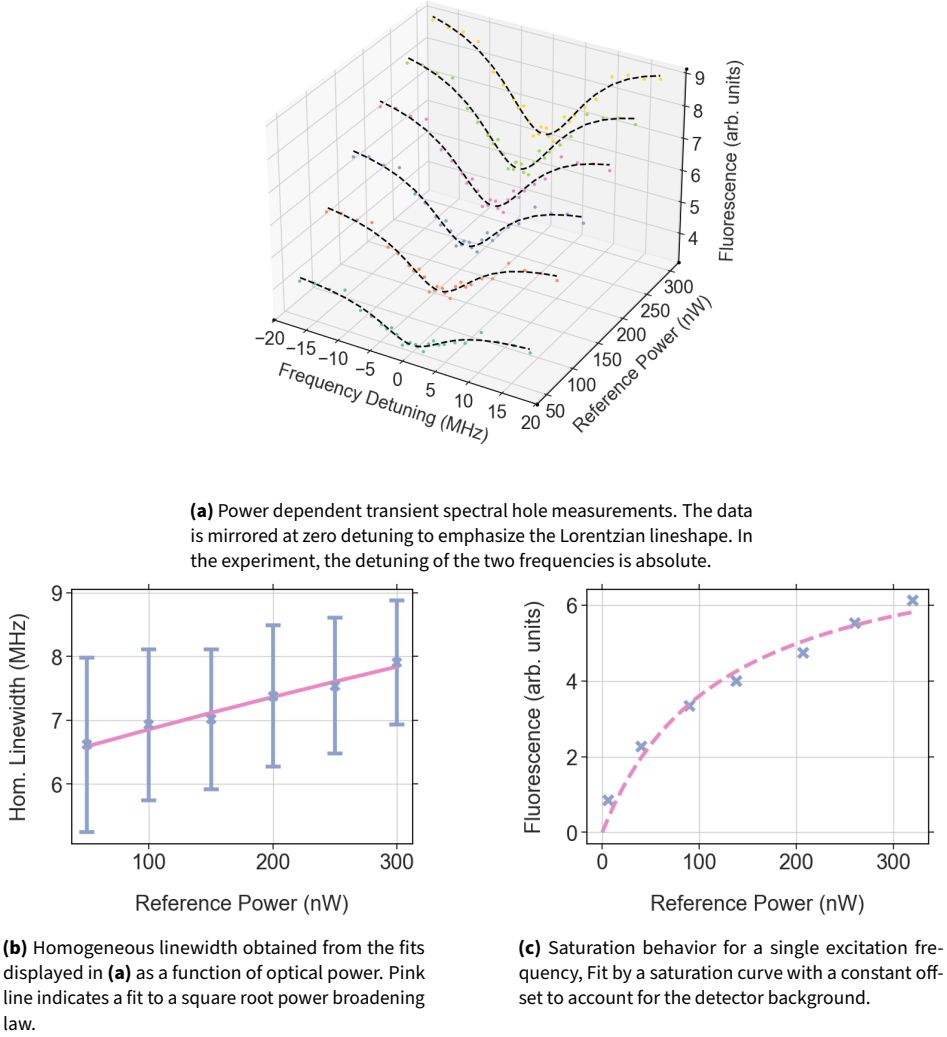 9
8
7
6
5
4
Fluorescence (arb. units)
−20
−15
−10
−5
0
5
10
15
20
Frequency Detuning (MHz)
50
100
150
200
250
300
Reference Power (nW)
(a) Power dependent transient spectral hole measurements. The data
is mirrored at zero detuning to emphasize the Lorentzian lineshape. In
the experiment, the detuning of the two frequencies is absolute.
9
8
7
6
Hom. Linewidth (MHz)
100 200 300
Reference Power (nW)
6
4
2
0
Fluorescence (arb. units)
0 100 200 300
Reference Power (nW)
(b) Homogeneous linewidth obtained from the fits
displayed in (a) as a function of optical power. Pink
line indicates a fit to a square root power broadening
law.
(c) Saturation behavior for a single excitation fre-
quency, Fit by a saturation curve with a constant off-
set to account for the detector background.